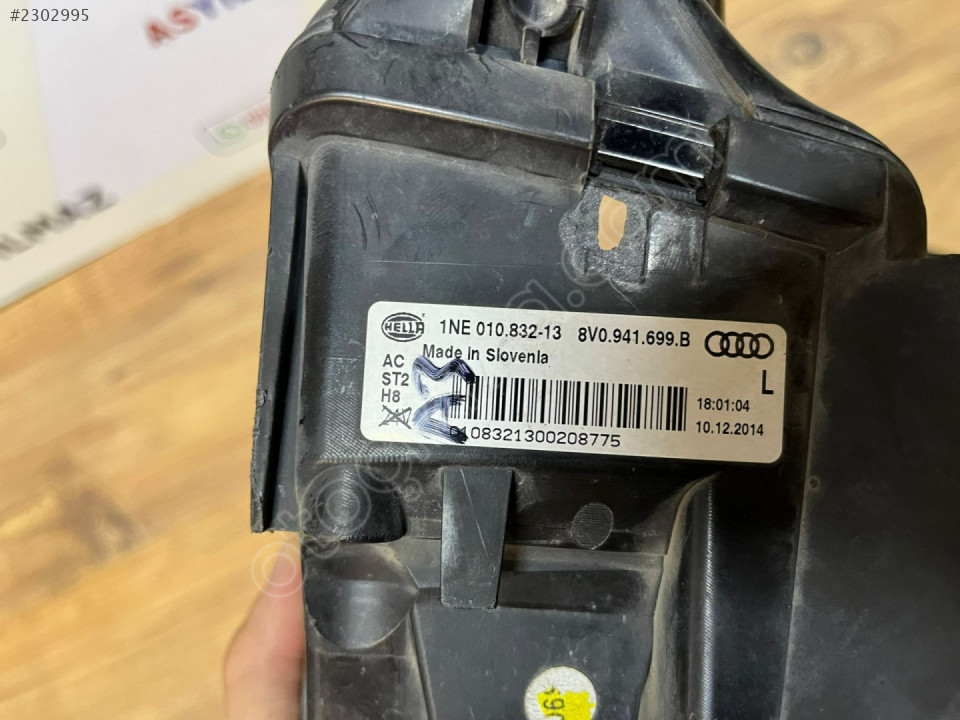 #2302995
HELLA 1NE 010.832-13 8V0.941.699.B
Made in Slovenia
AC
ST2
H8
L
18:01:04
10.12.2014
0108321300208775